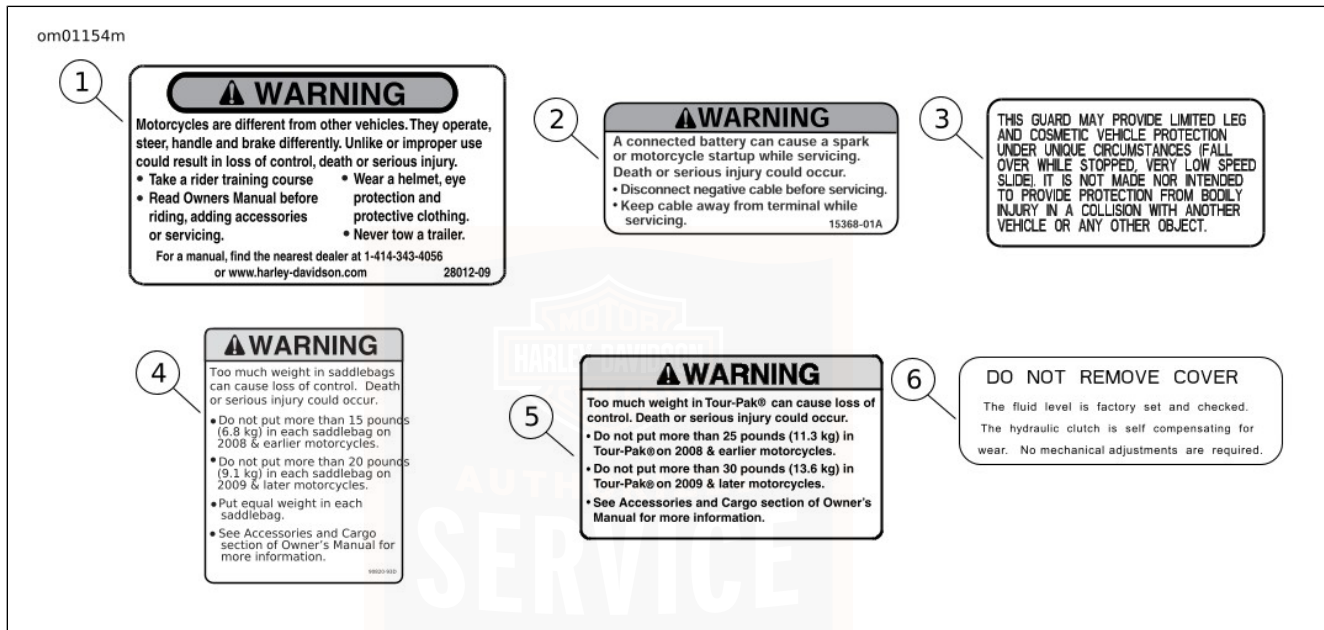 om01154m
1
WARNING
Motorcycles are different from other vehicles. They operate,
steer, handle and brake differently. Unlike or improper use
could result in loss of control, death or serious injury.
• Take a rider training course
• Read Owners Manual before
riding, adding accessories
or servicing.
• Wear a helmet, eye
protection and
protective clothing.
• Never tow a trailer.
For a manual, find the nearest dealer at 1-414-343-4056
or www.harley-davidson.com 28012-09
2
WARNING
A connected battery can cause a spark
or motorcycle startup while servicing.
Death or serious injury could occur.
• Disconnect negative cable before servicing.
• Keep cable away from terminal while
servicing. 15368-01A
3
THIS GUARD MAY PROVIDE LIMITED LEG
AND COSMETIC VEHICLE PROTECTION
UNDER UNIQUE CIRCUMSTANCES (FALL
OVER WHILE STOPPED, VERY LOW SPEED
SLIDE). IT IS NOT MADE NOR INTENDED
TO PROVIDE PROTECTION FROM BODILY
INJURY IN A COLLISION WITH ANOTHER
VEHICLE OR ANY OTHER OBJECT.
4
WARNING
Too much weight in saddlebags
can cause loss of control. Death
or serious injury could occur.
• Do not put more than 15 pounds
(6.8 kg) in each saddlebag on
2008 & earlier motorcycles.
• Do not put more than 20 pounds
(9.1 kg) in each saddlebag on
2009 & later motorcycles.
• Put equal weight in each
saddlebag.
• See Accessories and Cargo
section of Owner's Manual for
more information.
5
WARNING
Too much weight in Tour-Pak® can cause loss of
control. Death or serious injury could occur.
• Do not put more than 25 pounds (11.3 kg) in
Tour-Pak® on 2008 & earlier motorcycles.
• Do not put more than 30 pounds (13.6 kg) in
Tour-Pak® on 2009 & later motorcycles.
• See Accessories and Cargo section of Owner's
Manual for more information.
6
DO NOT REMOVE COVER
The fluid level is factory set and checked.
The hydraulic clutch is self compensating for
wear. No mechanical adjustments are required.
MOTOR
HARLEY-DAVIDSON
SERVICE